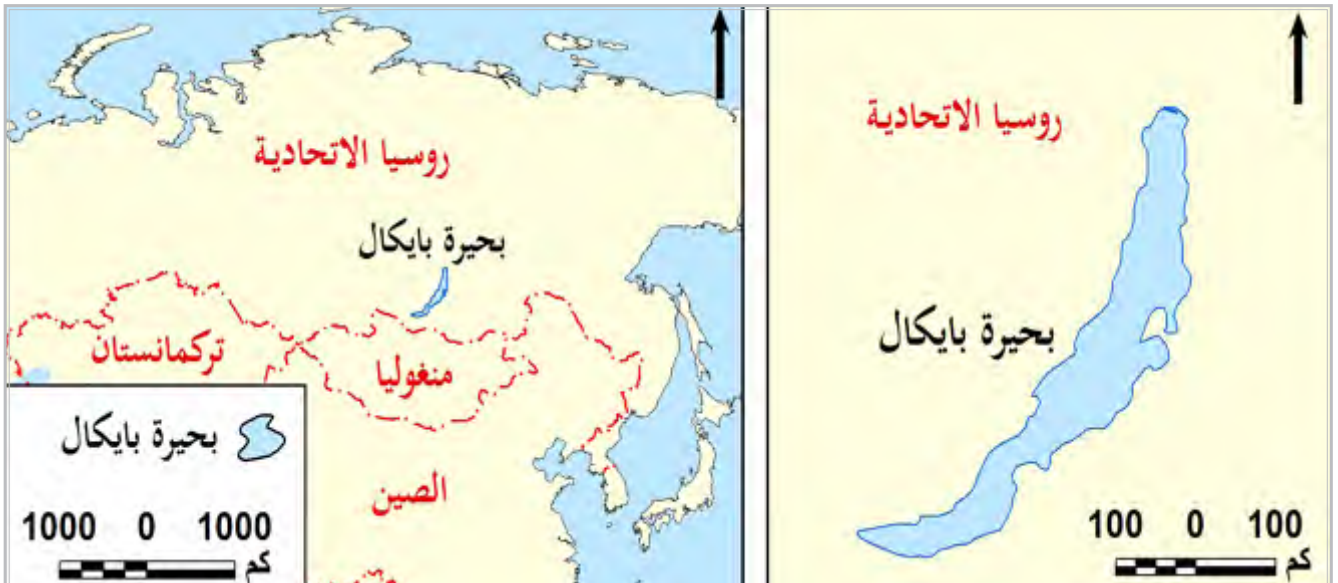 روسيا الاتحادية
بحيرة بايكال
1000 0 1000
كم
روسيا الاتحادية
بحيرة بايكال
تركمانستان
منغوليا
الصين
بحيرة بايكال
100 0 100
كم